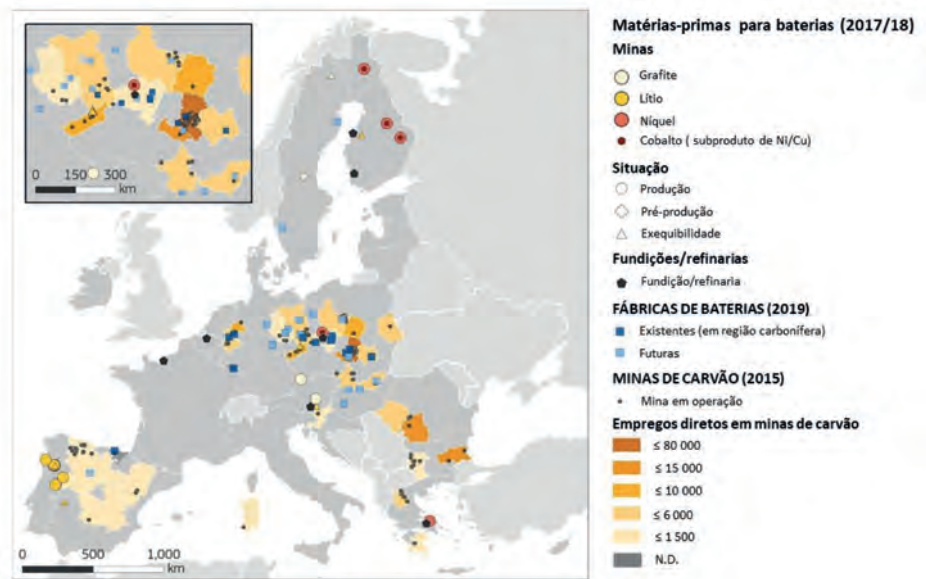 Matérias-primas para baterias (2017/18)
Minas
Grafite
Lítio
Níquel
Cobalto ( subproduto de Ni/Cu)
Situação
Produção
Pré-produção
Exequibilidade
Fundições/refinarias
Fundição/refinaria
FÁBRICAS DE BATERIAS (2019)
Existentes (em região carbonífera)
Futuras
MINAS DE CARVÃO (2015)
Mina em operação
Empregos diretos em minas de carvão
≤ 80 000
≤ 15 000
≤ 10 000
≤ 6 000
≤ 1 500
N.D.
0 150 300
km
0 500 1,000
km